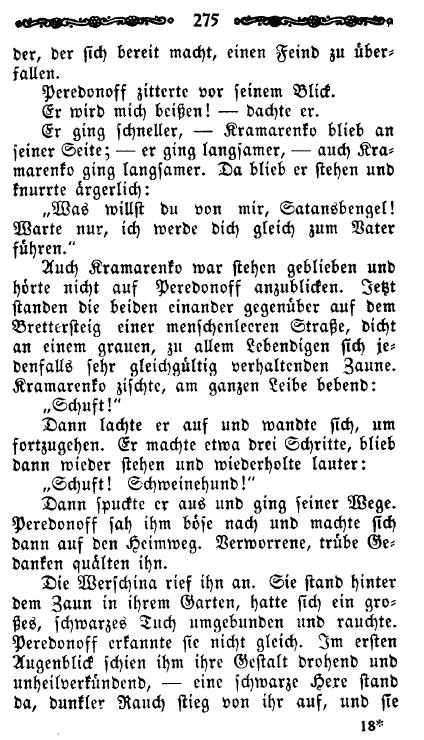 275
der, der sich bereit macht, einen Feind zu über-
fallen.
Peredonoff zitterte vor seinem Blick.
Er wird mich beißen! — dachte er.
Er ging schneller, — Kramarenko blieb an
seiner Seite; — er ging langsamer, — auch Kra-
marenko ging langsamer. Da blieb er stehen und
knurrte ärgerlich:
„Was willst du von mir, Satansbengel!
Warte nur, ich werde dich gleich zum Vater
führen.“
Auch Kramarenko war stehen geblieben und
hörte nicht auf Peredonoff anzublicken. Jetzt
standen die beiden einander gegenüber auf dem
Brettersteig einer menschenleeren Straße, dicht
an einem grauen, zu allem Lebendigen sich je-
denfalls sehr gleichgültig verhaltenden Zaune.
Kramarenko zischte, am ganzen Leibe bebend:
„Schuft!“
Dann lachte er auf und wandte sich, um
fortzugehen. Er machte etwa drei Schritte, blieb
dann wieder stehen und wiederholte lauter:
„Schuft! Schweinehund!“
Dann spuckte er aus und ging seiner Wege.
Peredonoff sah ihm böse nach und machte sich
dann auf den Heimweg. Verworrene, trübe Ge-
danken quälten ihn.
Die Werschina rief ihn an. Sie stand hinter
dem Zaun in ihrem Garten, hatte sich ein gro-
ßes, schwarzes Tuch umgebunden und rauchte.
Peredonoff erkannte sie nicht gleich. Im ersten
Augenblick schien ihm ihre Gestalt drohend und
unheilverkündend, — eine schwarze Hexe stand
da, dunkler Rauch stieg von ihr auf, und sie
18*